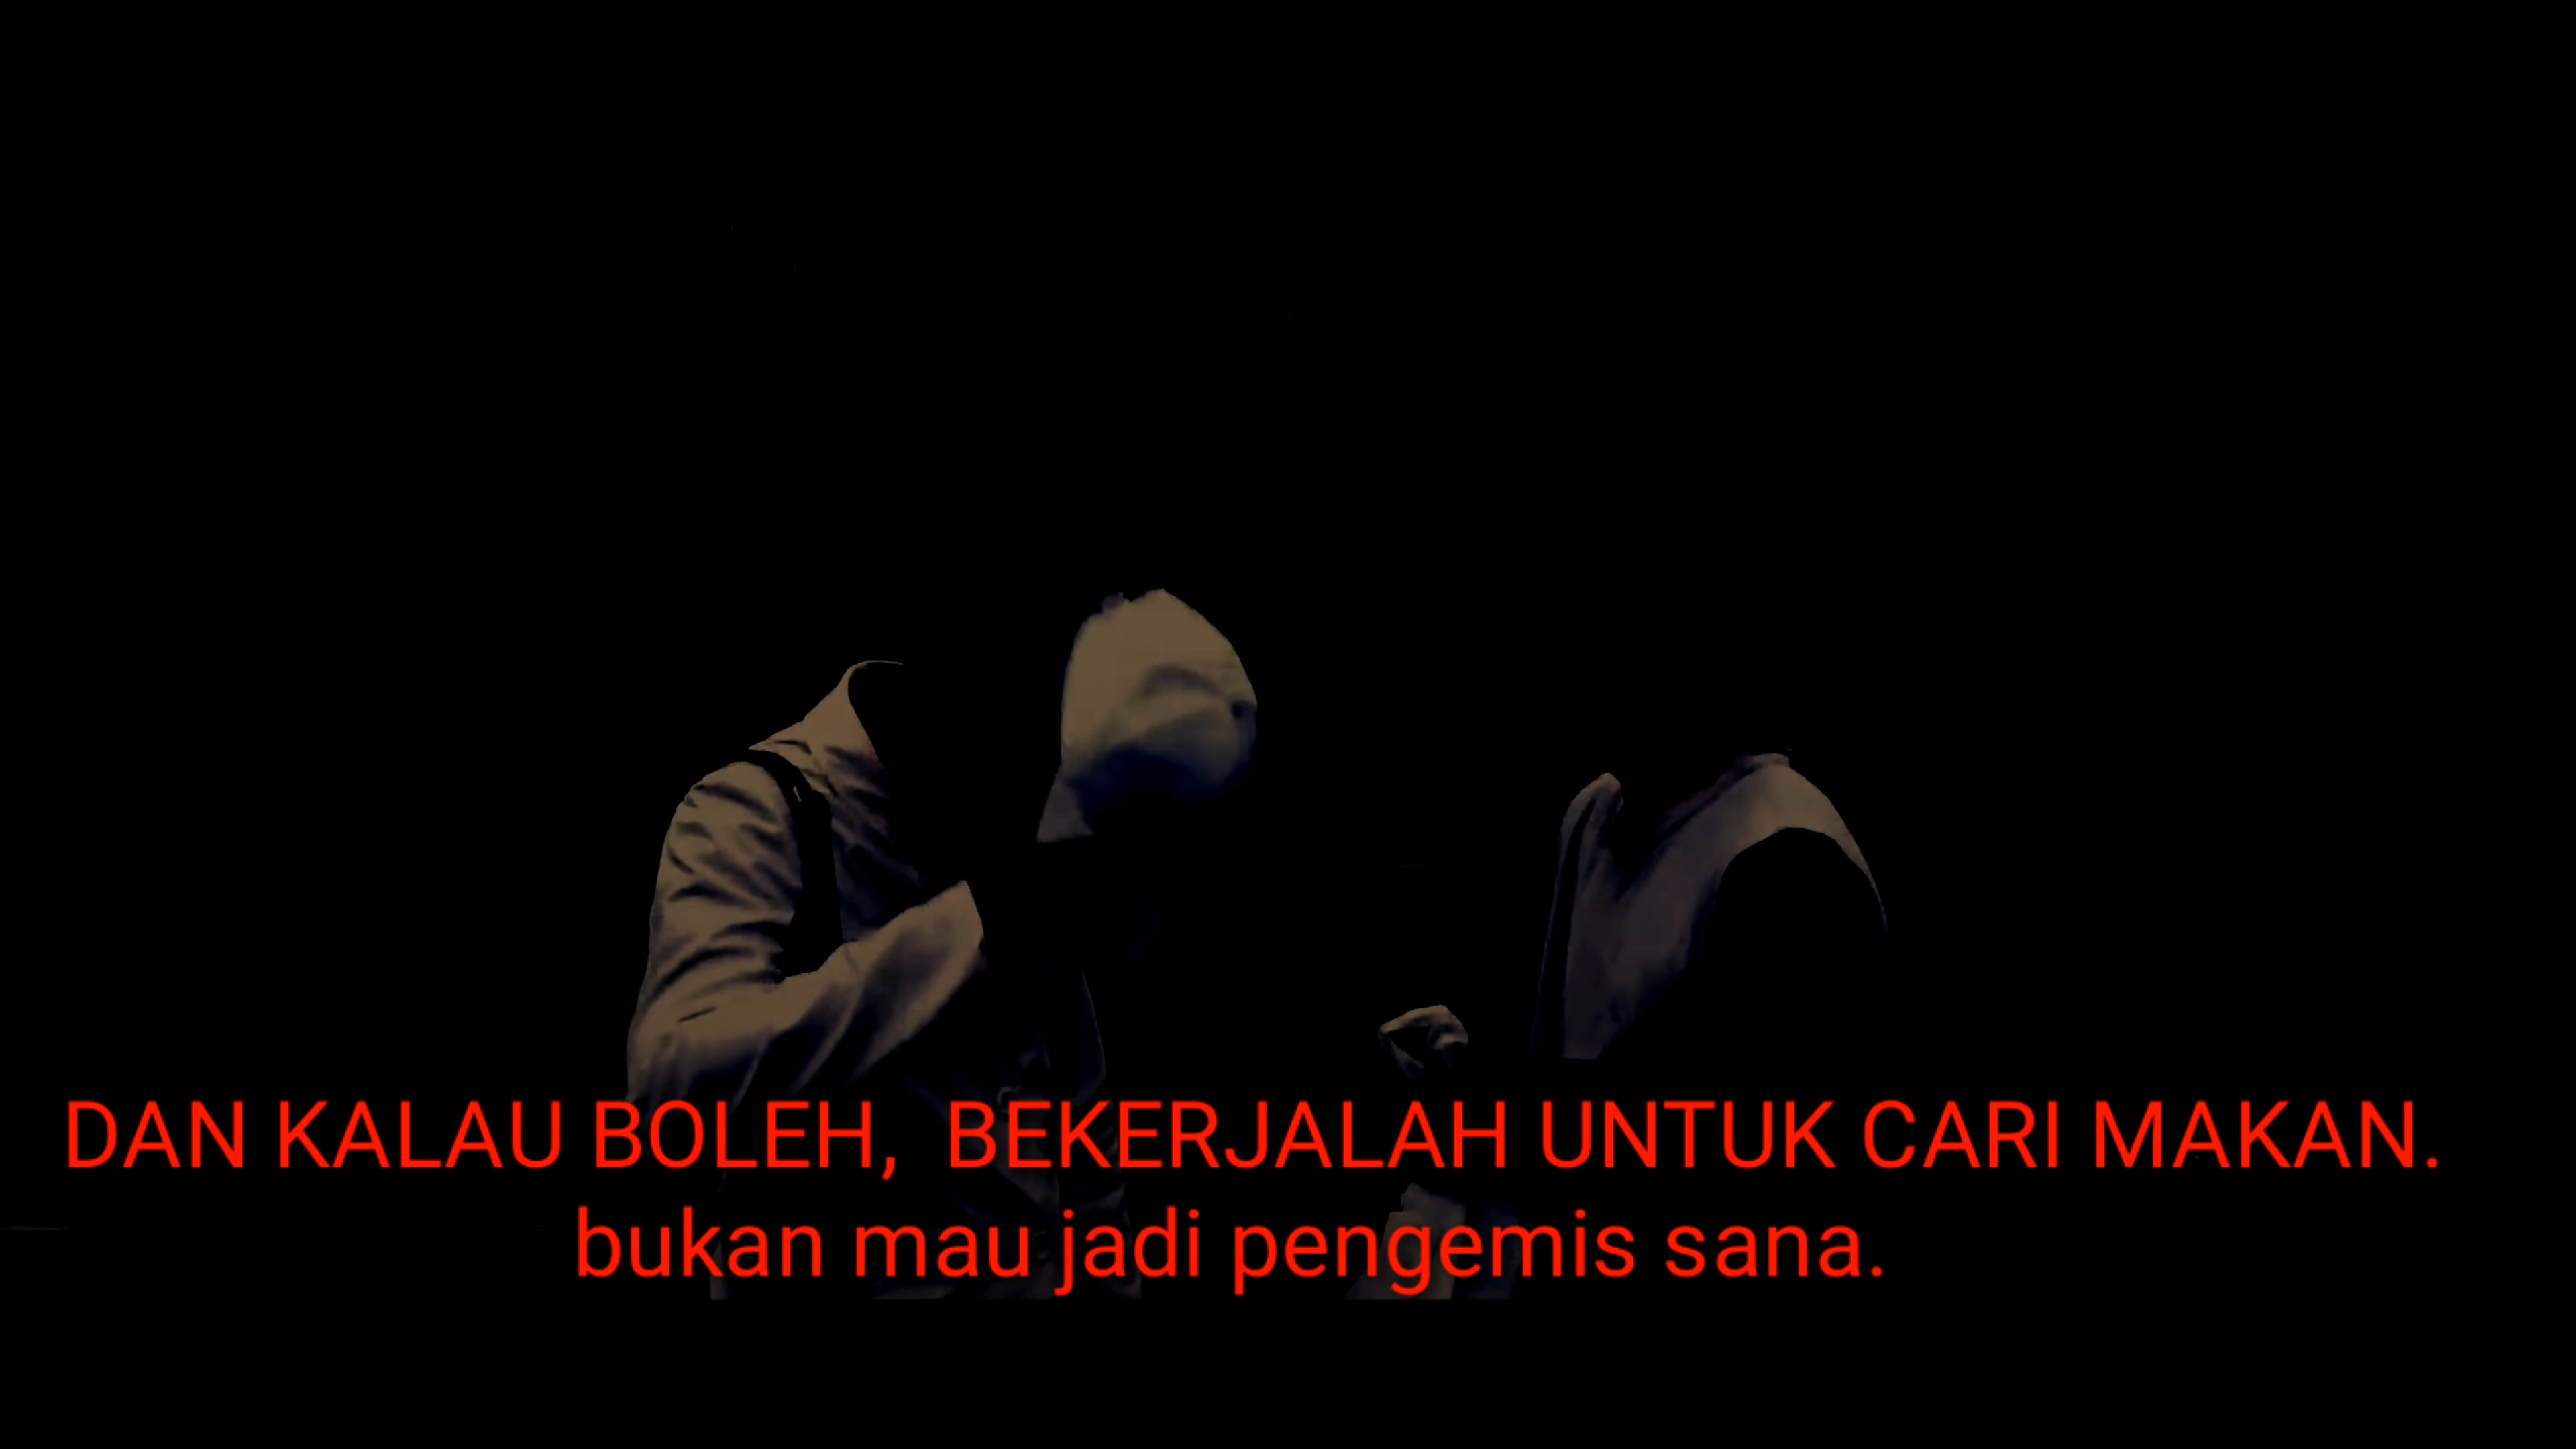 DAN KALAU BOLEH, BEKERJALAH UNTUK CARI MAKAN.
bukan mau jadi pengemis sana.